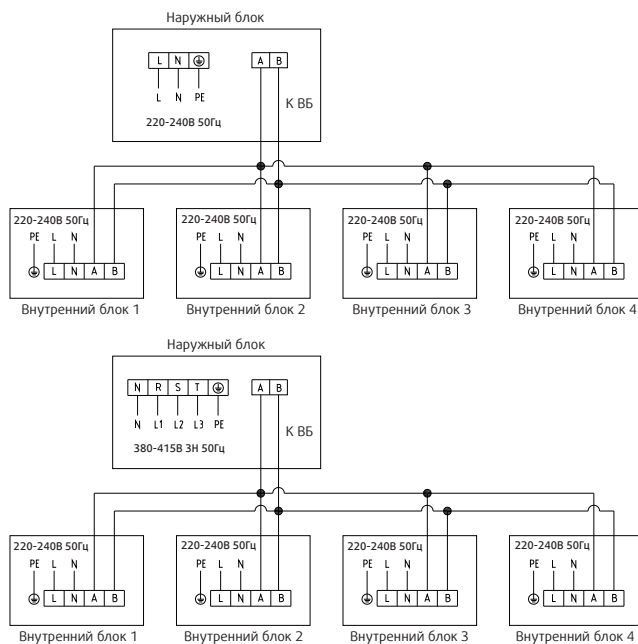 Наружный блок
L N A B
L N PE
К ВБ
220-240В 50Гц
220-240В 50Гц 220-240В 50Гц 220-240В 50Гц 220-240В 50Гц
PE L N PE L N PE L N PE L N
L N A B L N A B L N A B L N A B
Внутренний блок 1 Внутренний блок 2 Внутренний блок 3 Внутренний блок 4
Наружный блок
N R S T A B
N L1 L2 L3 PE
К ВБ
380-415В 3Н 50Гц
220-240В 50Гц 220-240В 50Гц 220-240В 50Гц 220-240В 50Гц
PE L N PE L N PE L N PE L N
L N A B L N A B L N A B L N A B
Внутренний блок 1 Внутренний блок 2 Внутренний блок 3 Внутренний блок 4